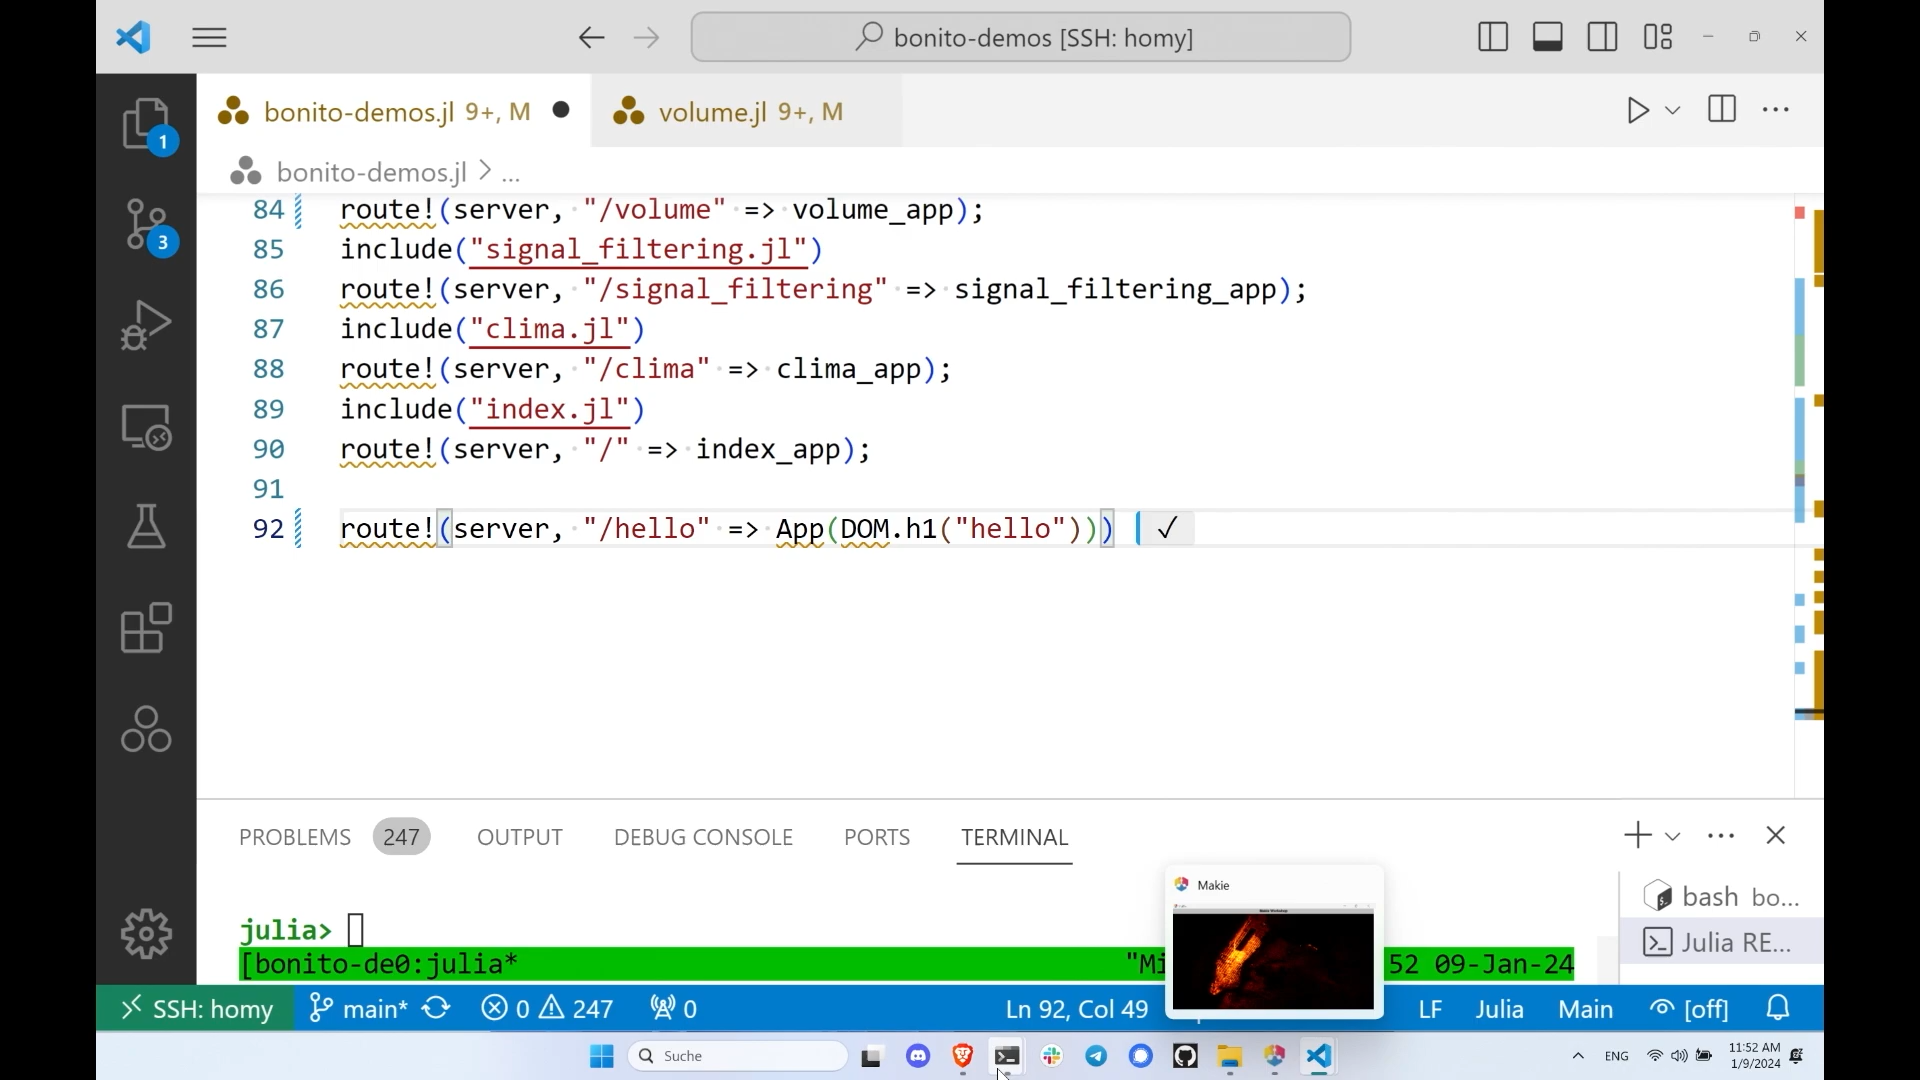 bonito-demos [SSH: homy]
bonito-demos.jl 9+, M
volume.jl 9+, M
bonito-demos.jl > ...
84 route!(server, "/volume" => volume_app);
85 include("signal_filtering.jl")
86 route!(server, "/signal_filtering" => signal_filtering_app);
87 include("clima.jl")
88 route!(server, "/clima" => clima_app);
89 include("index.jl")
90 route!(server, "/" => index_app);
91
92 route!(server, "/hello" => App(DOM.h1("hello"))) ✓
1
3
PROBLEMS 247 OUTPUT DEBUG CONSOLE PORTS TERMINAL
Makie
bash bo...
julia>
Julia RE...
[bonito-de0:julia* "Mi 52 09-Jan-24
SSH: homy main* 0 247 0 Ln 92, Col 49 LF Julia Main [off]
Suche
ENG
11:52 AM
1/9/2024